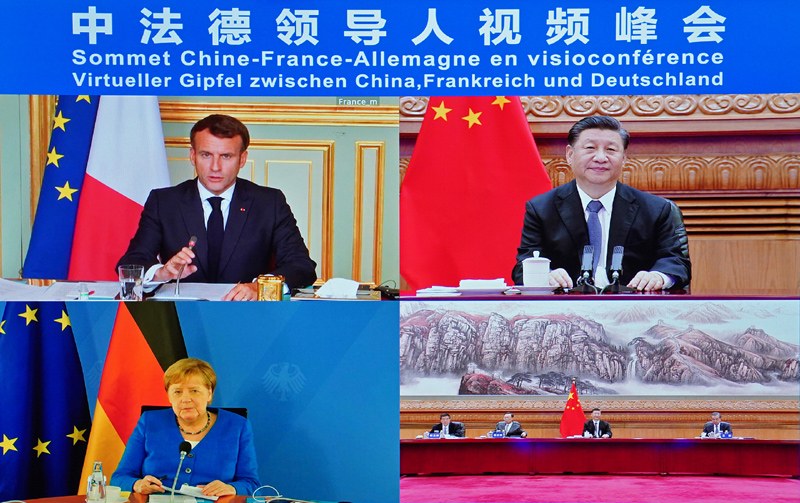 中法德领导人视频峰会
Sommet Chine-France-Allemagne en visioconférence
Virtueller Gipfel zwischen China,Frankreich und Deutschland
France_m